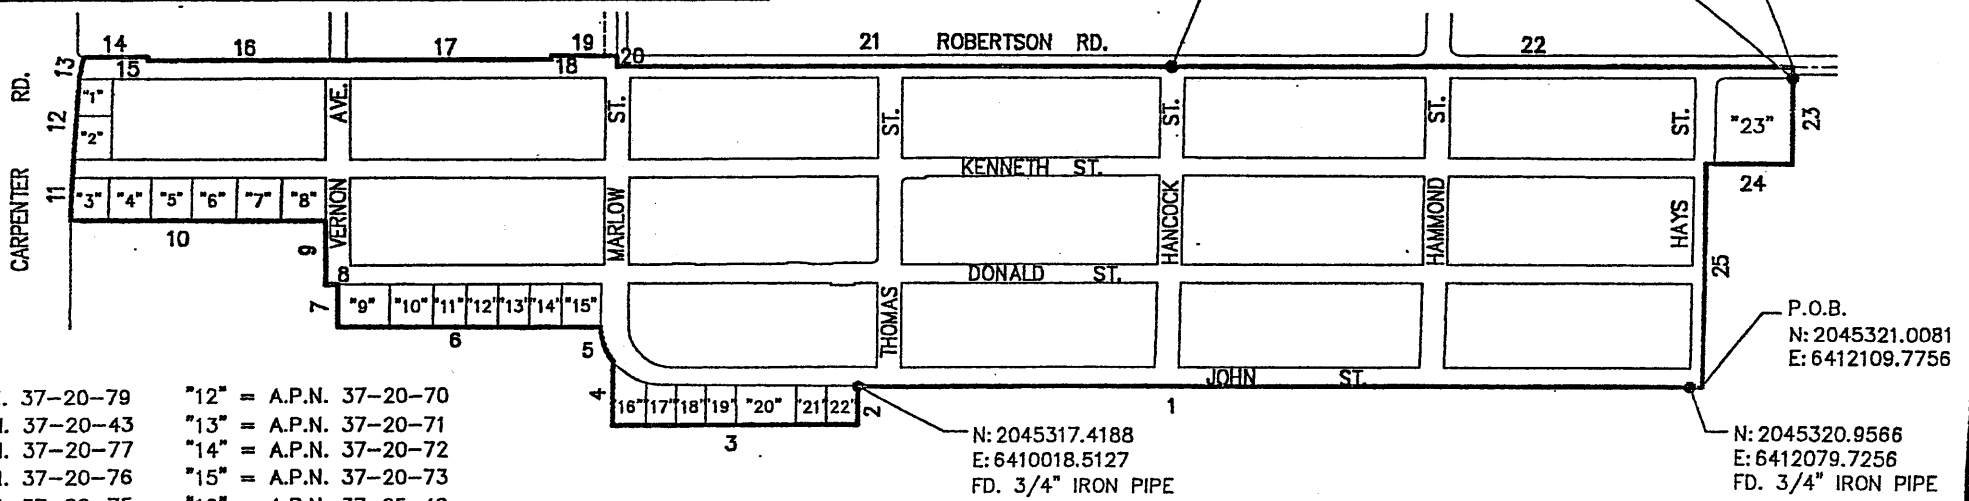 14
16
17
19
20
21
ROBERTSON RD.
22
13
15
18
RD.
12
"1"
"2"
AVE.
ST.
ST.
ST.
ST.
ST.
"23"
23
KENNETH ST.
24
CARPENTER
11
"3" "4" "5" "6" "7" "8"
VERNON
MARLOW
HANCOCK
HAMMOND
HAYS
10
9
8
DONALD ST.
25
7
"9" "10" "11" "12" "13" "14" "15"
THOMAS
6
5
P.O.B.
N: 2045321.0081
E: 6412109.7756
JOHN ST.
4
"16" "17" "18" "19" "20" "21" "22"
2
1
3
N: 2045317.4188
E: 6410018.5127
FD. 3/4" IRON PIPE
N: 2045320.9566
E: 6412079.7256
FD. 3/4" IRON PIPE
37-20-79 "12" = A.P.N. 37-20-70
37-20-43 "13" = A.P.N. 37-20-71
37-20-77 "14" = A.P.N. 37-20-72
37-20-76 "15" = A.P.N. 37-20-73